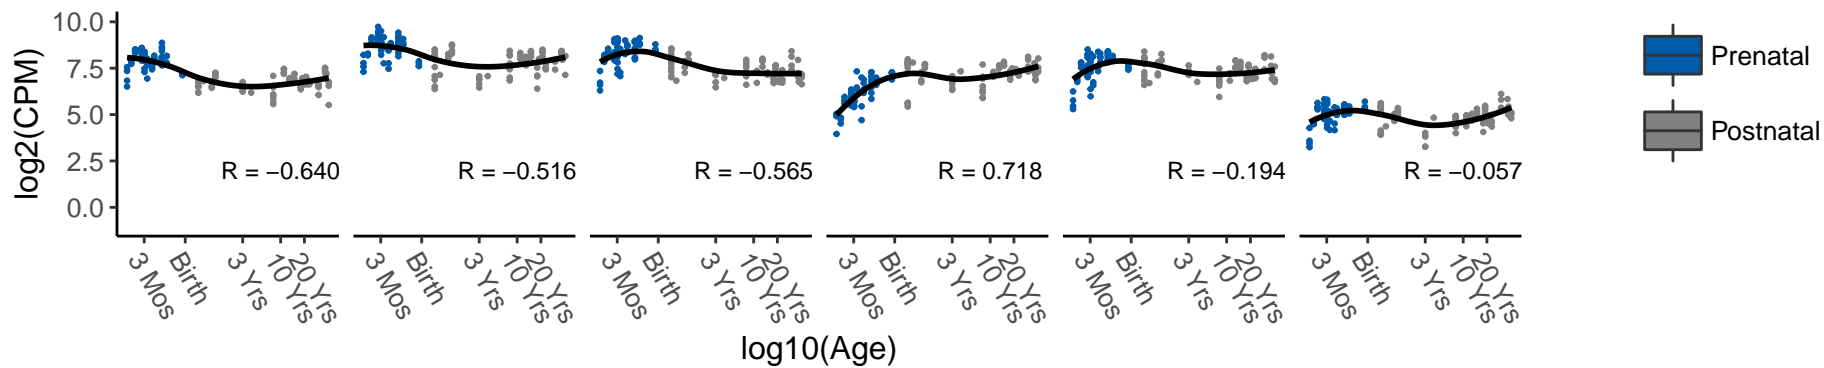 log2(CPM)
10.0
7.5
5.0
2.5
0.0
R = −0.640
R = −0.516
R = −0.565
R = 0.718
R = −0.194
R = −0.057
3 Mos
Birth
3 Yrs
10 Yrs
20 Yrs
3 Mos
Birth
3 Yrs
10 Yrs
20 Yrs
3 Mos
Birth
3 Yrs
10 Yrs
20 Yrs
3 Mos
Birth
3 Yrs
10 Yrs
20 Yrs
3 Mos
Birth
3 Yrs
10 Yrs
20 Yrs
3 Mos
Birth
3 Yrs
10 Yrs
20 Yrs
log10(Age)
Prenatal
Postnatal